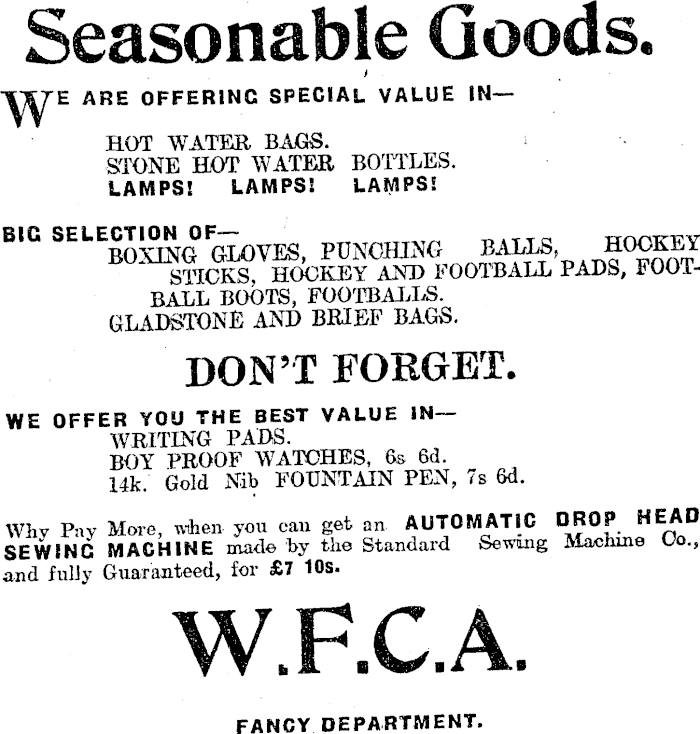 Seasonable Goods.
WE ARE OFFERING SPECIAL VALUE IN—
HOT WATER BAGS.
STONE HOT WATER BOTTLES.
LAMPS! LAMPS! LAMPS!
BIG SELECTION OF—
BOXING GLOVES, PUNCHING BALLS, HOCKEY
STICKS, HOCKEY AND FOOTBALL PADS, FOOT-
BALL BOOTS, FOOTBALLS.
GLADSTONE AND BRIEF BAGS.
DON'T FORGET.
WE OFFER YOU THE BEST VALUE IN—
WRITING PADS.
BOY PROOF WATCHES, 6s 6d.
14k. Gold Nib FOUNTAIN PEN, 7s 6d.
Why Pay More, when you can get an AUTOMATIC DROP HEAD
SEWING MACHINE made by the Standard Sewing Machine Co.,
and fully Guaranteed, for £7 10s.
W.F.C.A.
FANCY DEPARTMENT.